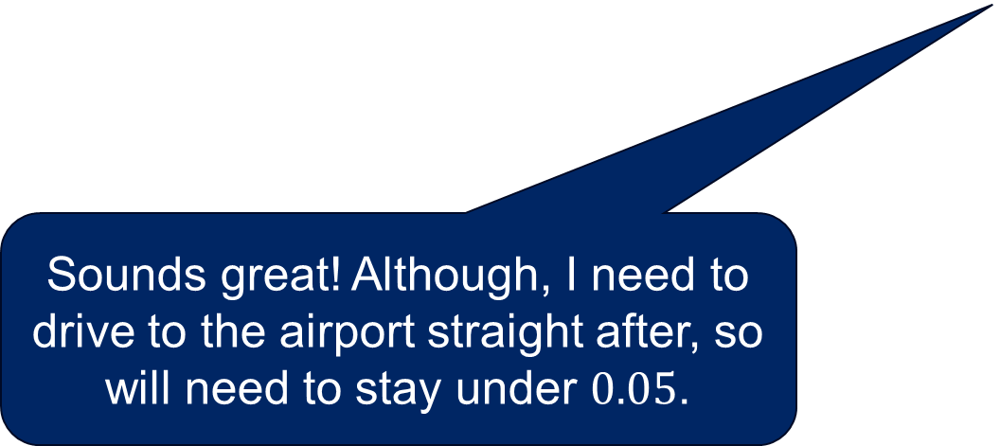 Sounds great! Although, I need to
drive to the airport straight after, so
will need to stay under 0.05.